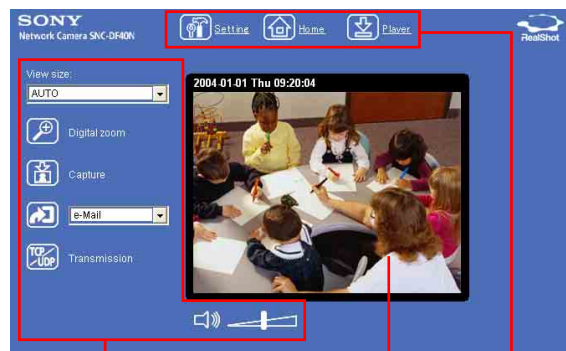 SONY
Network Camera SNC-DF40N
Setting Home Player
RealShot
View size:
AUTO
2004-01-01 Thu 09:20:04
Digital zoom
Capture
e-Mail
TCP/UDP Transmission